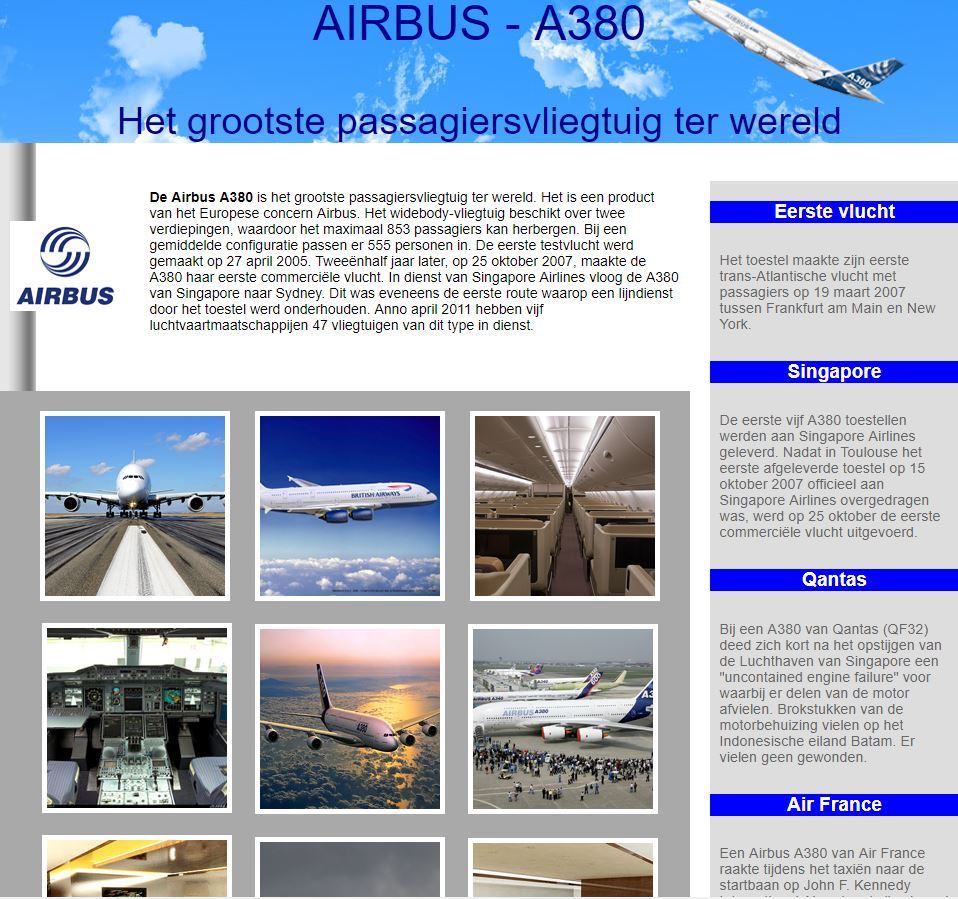 AIRBUS - A380
Het grootste passagiersvliegtuig ter wereld
AIRBUS
De Airbus A380 is het grootste passagiersvliegtuig ter wereld. Het is een product
van het Europese concern Airbus. Het widebody-vliegtuig beschikt over twee
verdiepingen, waardoor het maximaal 853 passagiers kan herbergen. Bij een
gemiddelde configuratie passen er 555 personen in. De eerste testvlucht werd
gemaakt op 27 april 2005. Tweeënhalf jaar later, op 25 oktober 2007, maakte de
A380 haar eerste commerciële vlucht. In dienst van Singapore Airlines vloog de A380
van Singapore naar Sydney. Dit was eveneens de eerste route waarop een lijndienst
door het toestel werd onderhouden. Anno april 2011 hebben vijf
luchtvaartmaatschappijen 47 vliegtuigen van dit type in dienst.
BRITISH AIRWAYS
A380
AIRBUS A380
Eerste vlucht
Het toestel maakte zijn eerste
trans-Atlantische vlucht met
passagiers op 19 maart 2007
tussen Frankfurt am Main en New
York.
Singapore
De eerste vijf A380 toestellen
werden aan Singapore Airlines
geleverd. Nadat in Toulouse het
eerste afgeleverde toestel op 15
oktober 2007 officieel aan
Singapore Airlines overgedragen
was, werd op 25 oktober de eerste
commerciële vlucht uitgevoerd.
Qantas
Bij een A380 van Qantas (QF32)
deed zich kort na het opstijgen van
de Luchthaven van Singapore een
"uncontained engine failure" voor
waarbij er delen van de motor
afvielen. Brokstukken van de
motorbehuizing vielen op het
Indonesische eiland Batam. Er
vielen geen gewonden.
Air France
Een Airbus A380 van Air France
raakte tijdens het taxiën naar de
startbaan op John F. Kennedy